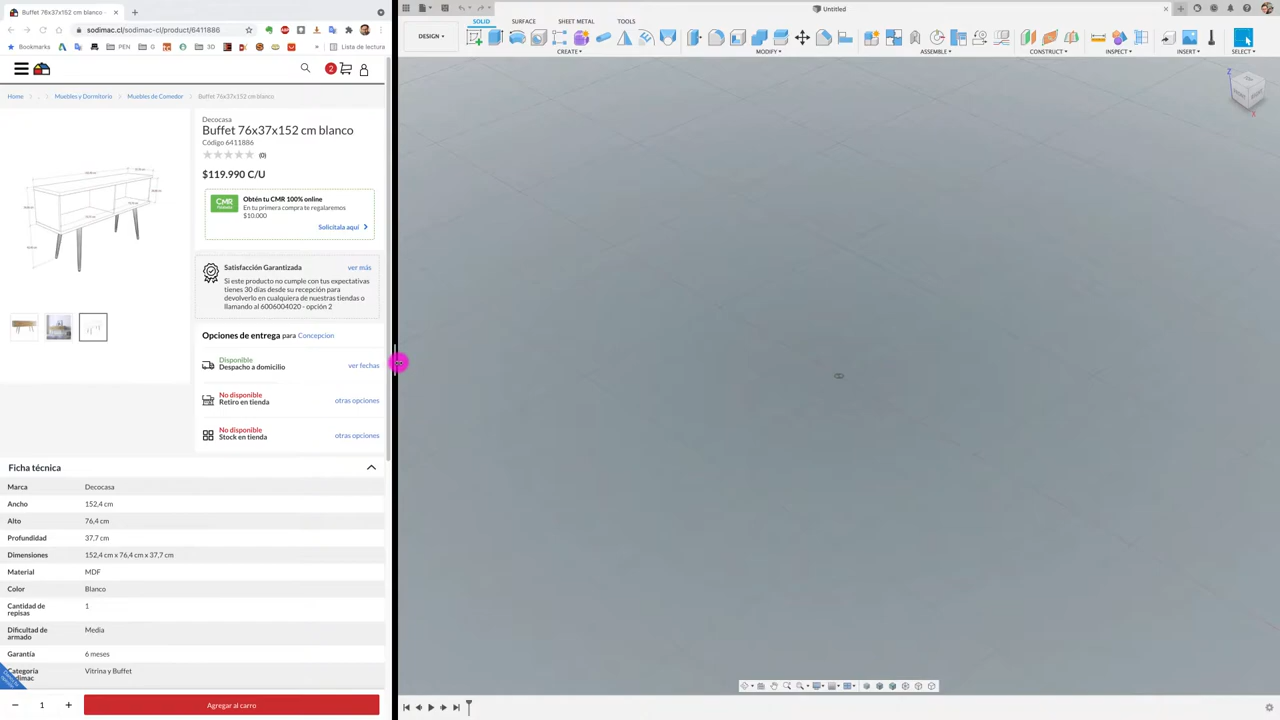 Buffet 76x37x152 cm blanco -
sodimac.cl/sodimac-cl/product/6411886
Bookmarks
PEN
G
3D
Lista de lectura
2
Home
Muebles y Dormitorio
Muebles de Comedor
Buffet 76x37x152 cm blanco
Decocasa
Buffet 76x37x152 cm blanco
Código 6411886
(0)
$119.990 C/U
CMR
Obtén tu CMR 100% online
En tu primera compra te regalaremos
$10.000
Solicítala aquí
Satisfacción Garantizada
ver más
Si este producto no cumple con tus expectativas
tienes 30 días desde su recepción para
devolverlo en cualquiera de nuestras tiendas o
llamando al 6006004020 - opción 2
Opciones de entrega para Concepcion
Disponible
Despacho a domicilio
ver fechas
No disponible
Retiro en tienda
otras opciones
No disponible
Stock en tienda
otras opciones
Ficha técnica
Marca Decocasa
Ancho 152,4 cm
Alto 76,4 cm
Profundidad 37,7 cm
Dimensiones 152,4 cm x 76,4 cm x 37,7 cm
Material MDF
Color Blanco
Cantidad de
repisas
1
Dificultad de
armado
Media
Garantía 6 meses
Categoría
Vitrina y Buffet
1
Agregar al carro
Untitled
SOLID
SURFACE
SHEET METAL
TOOLS
DESIGN
CREATE
MODIFY
ASSEMBLE
CONSTRUCT
INSPECT
INSERT
SELECT
Z
X